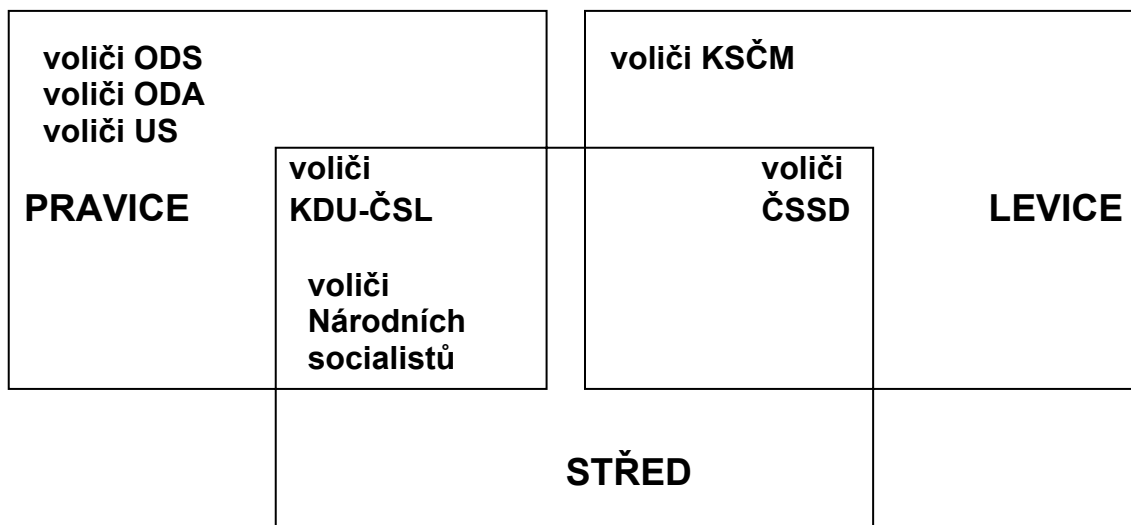 voliči ODS
voliči ODA
voliči US
PRAVICE
voliči
KDU-ČSL
voliči
Národních
socialistů
voliči KSČM
voliči
ČSSD
LEVICE
STŘED